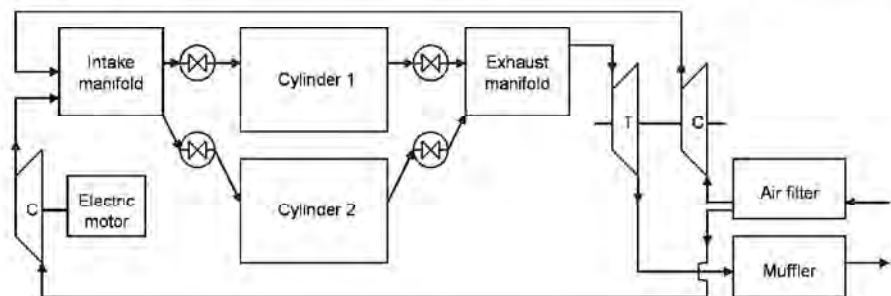 Intake
manifold
Cylinder 1
Exhaust
manifold
T
C
C
Electric
motor
Cylinder 2
Air filter
Muffler